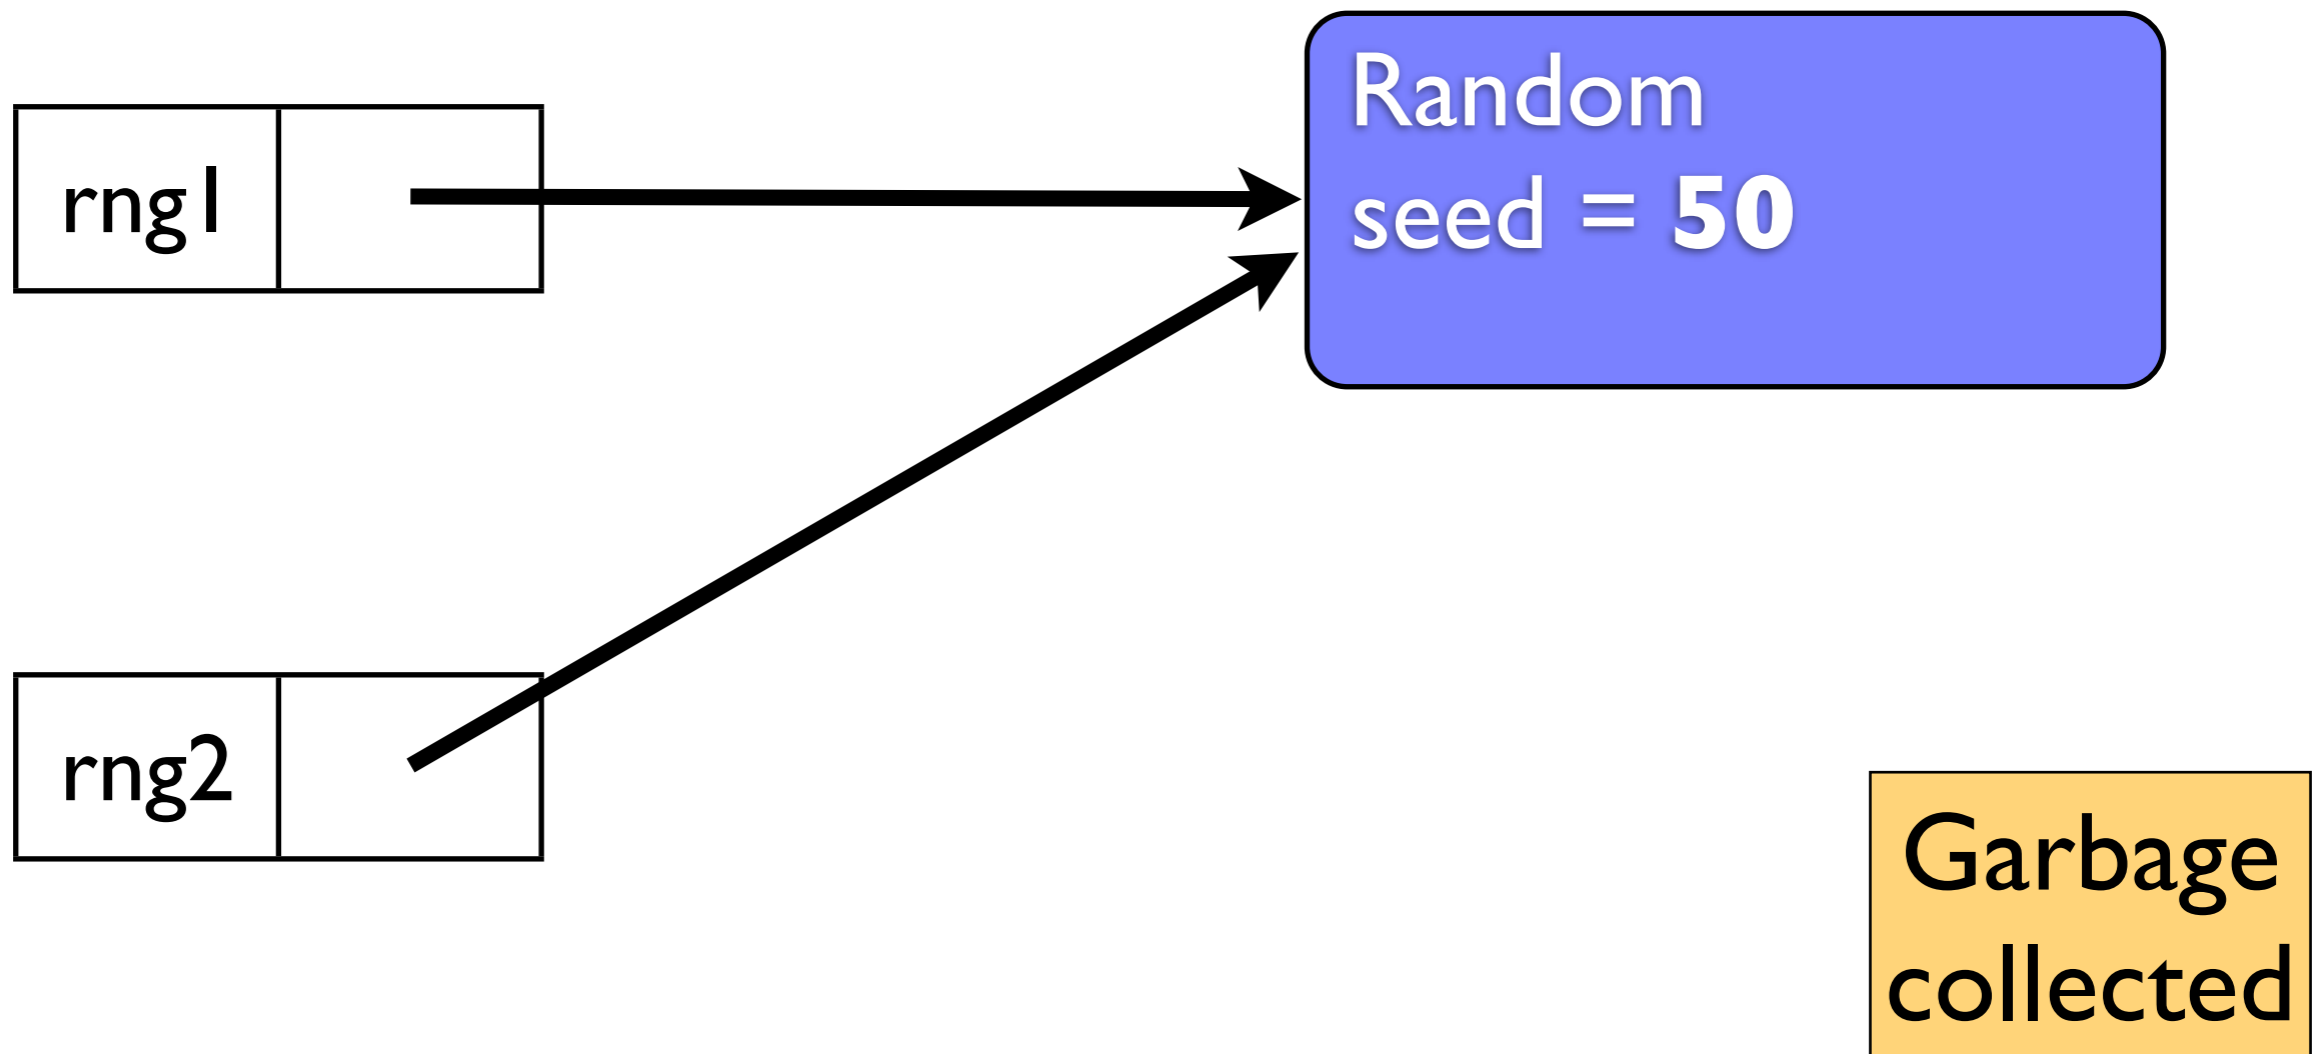 rng1
Random
seed = 50
rng2
Garbage
collected